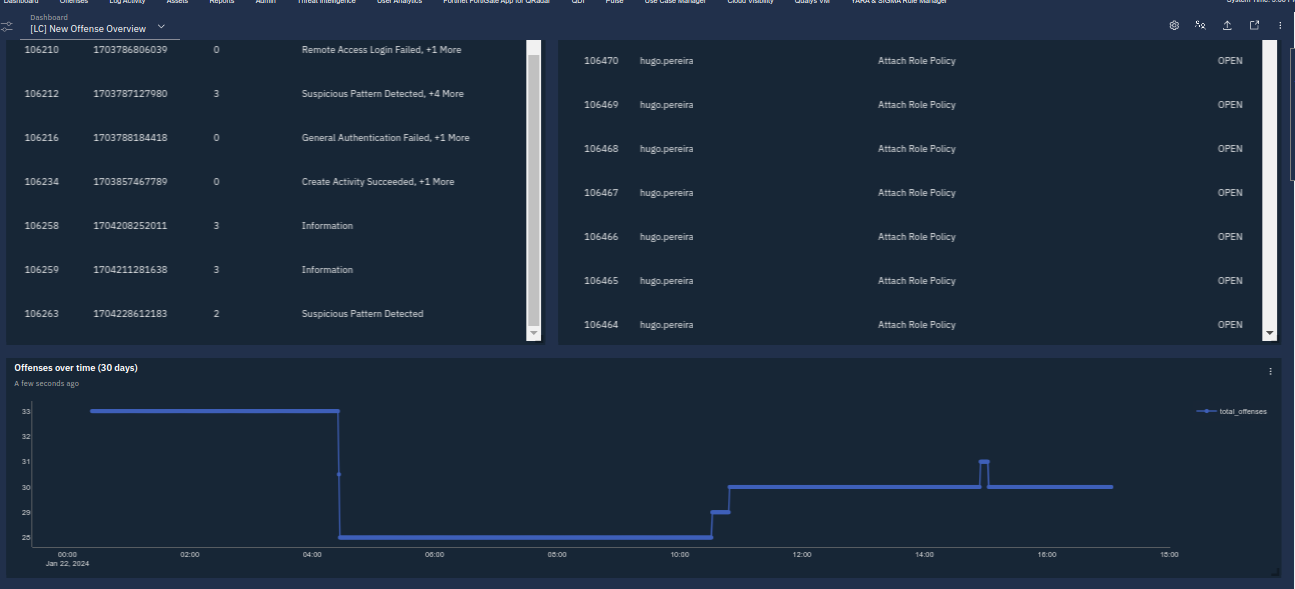 Dashboard Offenses Log Activity Assets Reports Admin Threat Intelligence User Analytics Fortinet FortiGate App for QRadar QDI Pulse Use Case Manager Cloud Visibility Qualys VM YARA & SIGMA Rule Manager System Time:
Dashboard
[LC] New Offense Overview
106210 1703786806039 0 Remote Access Login Failed, +1 More
106212 1703787127980 3 Suspicious Pattern Detected, +4 More
106216 1703788184418 0 General Authentication Failed, +1 More
106234 1703857467789 0 Create Activity Succeeded, +1 More
106258 1704208252011 3 Information
106259 1704211281638 3 Information
106263 1704228612183 2 Suspicious Pattern Detected
106470 hugo.pereira Attach Role Policy OPEN
106469 hugo.pereira Attach Role Policy OPEN
106468 hugo.pereira Attach Role Policy OPEN
106467 hugo.pereira Attach Role Policy OPEN
106466 hugo.pereira Attach Role Policy OPEN
106465 hugo.pereira Attach Role Policy OPEN
106464 hugo.pereira Attach Role Policy OPEN
Offenses over time (30 days)
A few seconds ago
33
32
31
30
29
28
total_offenses
00:00 02:00 04:00 06:00 08:00 10:00 12:00 14:00 16:00 18:00
Jan 22, 2024